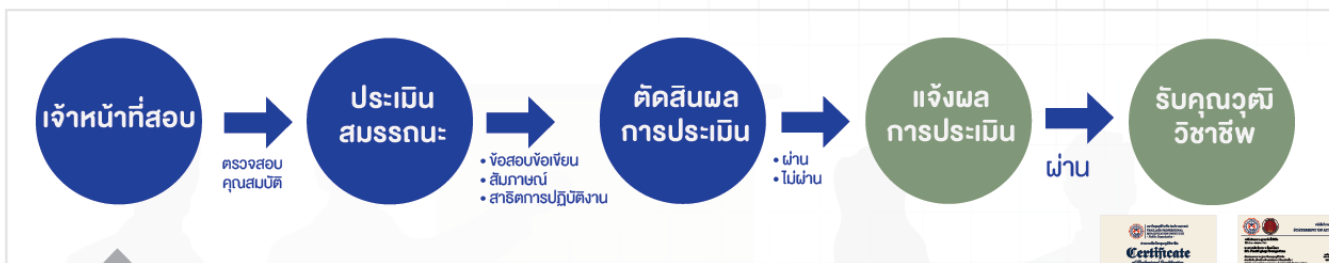 เจ้าหน้าที่สอบ
ตรวจสอบ
คุณสมบัติ
ประเมิน
สมรรถนะ
• ข้อสอบข้อเขียน
• สัมภาษณ์
• สาธิตการปฏิบัติงาน
ตัดสินผล
การประเมิน
• ผ่าน
• ไม่ผ่าน
แจ้งผล
การประเมิน
ผ่าน
รับคุณวุฒิ
วิชาชีพ
Certificate